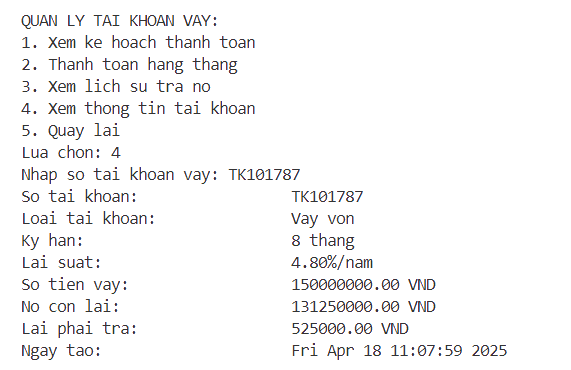 QUAN LY TAI KHOAN VAY:
1. Xem ke hoach thanh toan
2. Thanh toan hang thang
3. Xem lich su tra no
4. Xem thong tin tai khoan
5. Quay lai
Lua chon: 4
Nhap so tai khoan vay: TK101787
So tai khoan: TK101787
Loai tai khoan: Vay von
Ky han: 8 thang
Lai suat: 4.80%/nam
So tien vay: 150000000.00 VND
No con lai: 131250000.00 VND
Lai phai tra: 525000.00 VND
Ngay tao: Fri Apr 18 11:07:59 2025